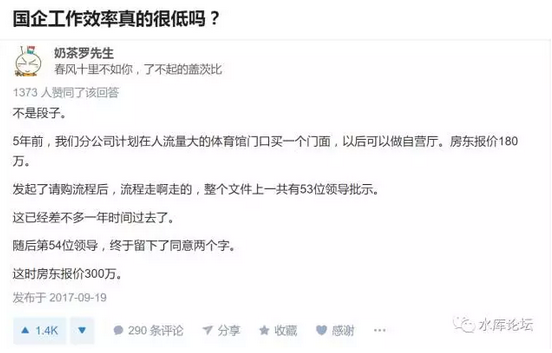 国企工作效率真的很低吗？
奶茶罗先生
春风十里不如你，了不起的盖茨比
1373 人赞同了该回答
不是段子。
5年前，我们分公司计划在人流量大的体育馆门口买一个门面，以后可以做自营厅。房东报价180
万。
发起了请购流程后，流程走啊走的，整个文件上一共有53位领导批示。
这已经差不多一年时间过去了。
随后第54位领导，终于留下了同意两个字。
这时房东报价300万。
发布于 2017-09-19
1.4K 290 条评论 分享 收藏 感谢 ···
水库论坛